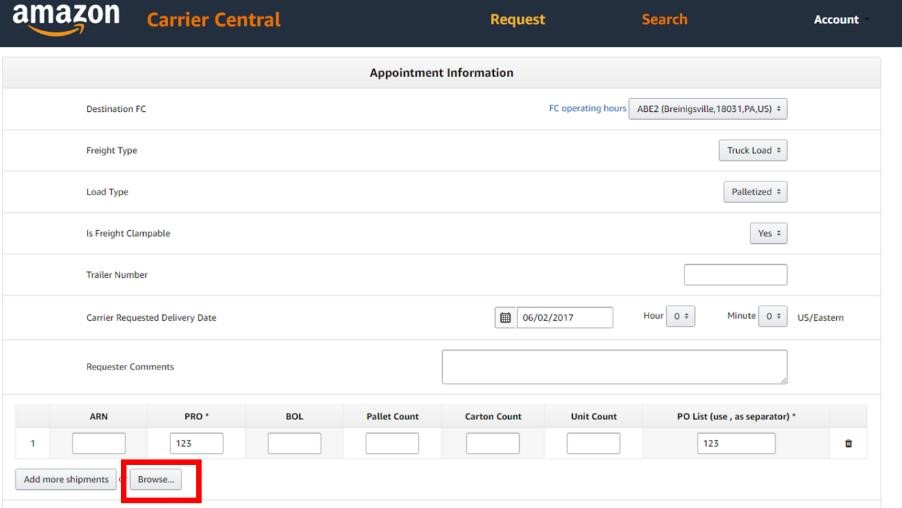 amazon Carrier Central Request Search Account
Appointment Information
Destination FC FC operating hours ABE2 (Breinigsville,18031,PA,US)
Freight Type Truck Load
Load Type Palletized
Is Freight Clampable Yes
Trailer Number
Carrier Requested Delivery Date 06/02/2017 Hour 0 Minute 0 US/Eastern
Requester Comments
ARN PRO * BOL Pallet Count Carton Count Unit Count PO List (use , as separator) *
1 123 123
Add more shipments Browse...